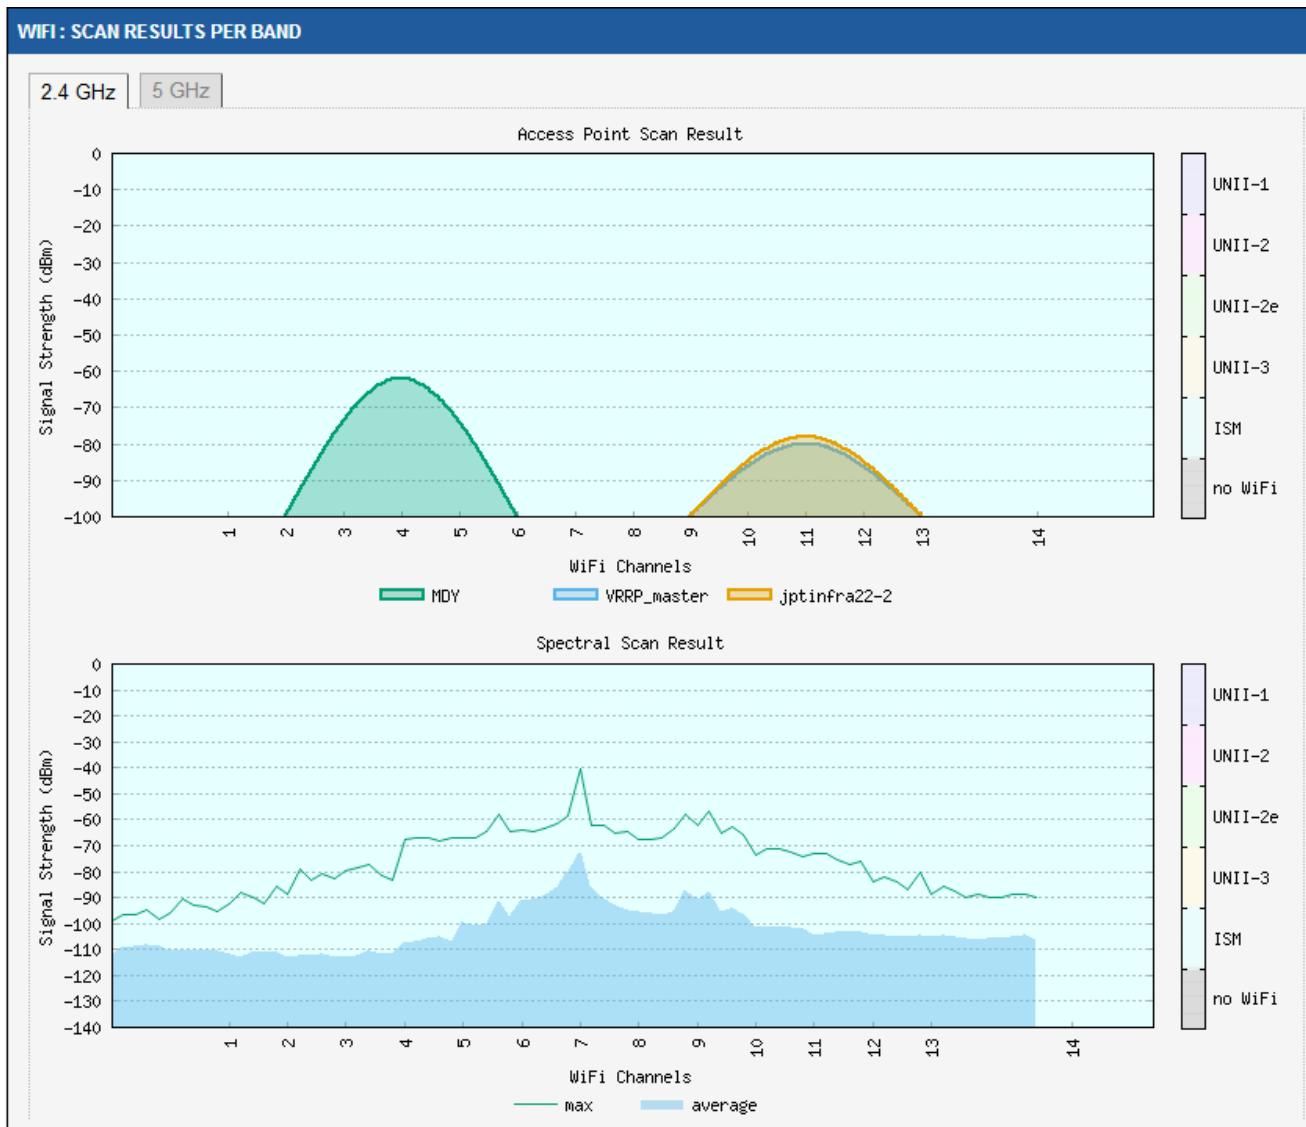 WIFI : SCAN RESULTS PER BAND
2.4 GHz
5 GHz
Access Point Scan Result
Signal Strength (dBm)
0
-10
-20
-30
-40
-50
-60
-70
-80
-90
-100
1 2 3 4 5 6 7 8 9 10 11 12 13 14
WiFi Channels
MDY VRRP_master jptinfra22-2
UNII-1
UNII-2
UNII-2e
UNII-3
ISM
no WiFi
Spectral Scan Result
Signal Strength (dBm)
0
-10
-20
-30
-40
-50
-60
-70
-80
-90
-100
-110
-120
-130
-140
1 2 3 4 5 6 7 8 9 10 11 12 13 14
WiFi Channels
max average
UNII-1
UNII-2
UNII-2e
UNII-3
ISM
no WiFi